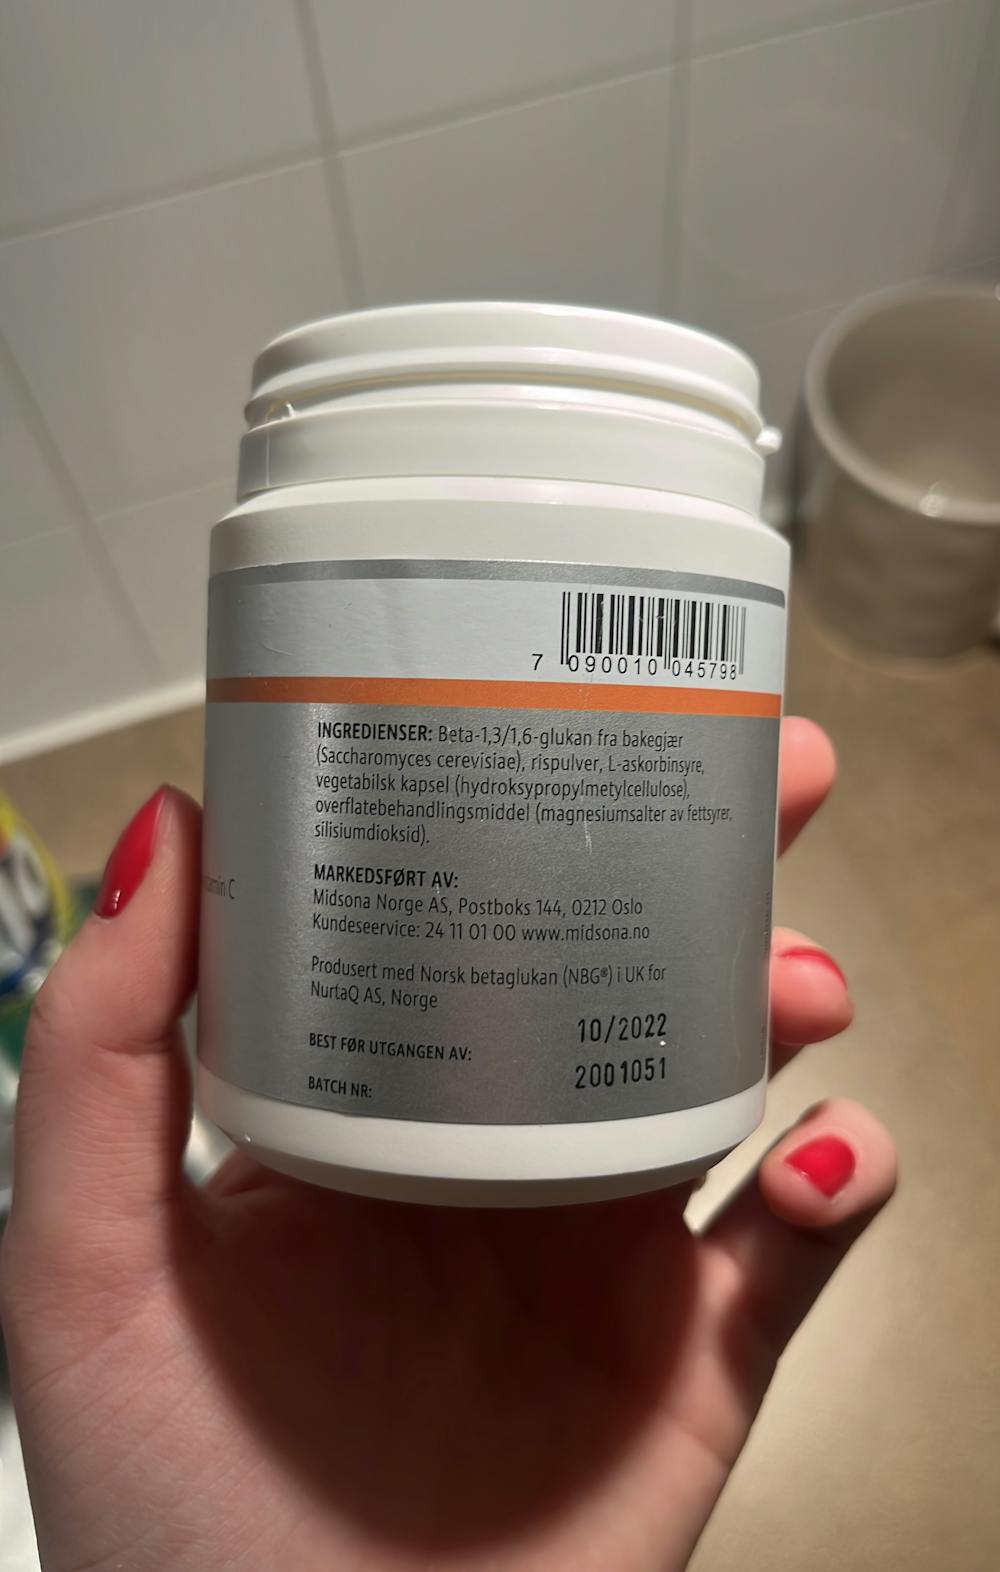 7 090010 045798
INGREDIENSER: Beta-1,3/1,6-glukan fra bakegjær
(Saccharomyces cerevisiae), rispulver, L-askorbinsyre,
vegetabilsk kapsel (hydroksypropylmetylcellulose),
overflatebehandlingsmiddel (magnesiumsalter av fettsyrer,
silisiumdioksid).
MARKEDSFØRT AV:
Midsona Norge AS, Postboks 144, 0212 Oslo
Kundeseervice: 24 11 01 00 www.midsona.no
Produsert med Norsk betaglukan (NBG®) i UK for
NurtaQ AS, Norge
BEST FØR UTGANGEN AV: 10/2022
BATCH NR: 2001051
C